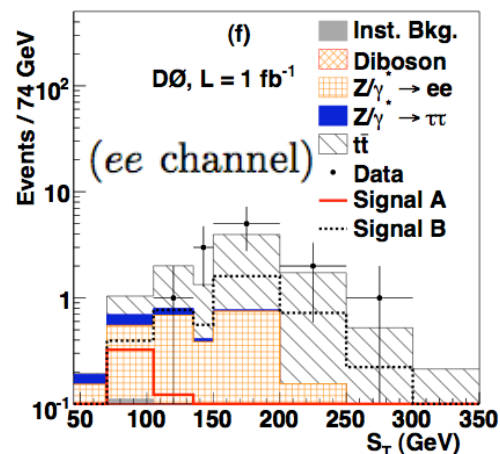 Events / 74 GeV
10²
10
1
10⁻¹
(f)
DØ, L = 1 fb⁻¹
(ee channel)
Inst. Bkg.
Diboson
Z/γ* → ee
Z/γ* → ττ
tt̄
Data
Signal A
Signal B
50 100 150 200 250 300 350
S_T (GeV)